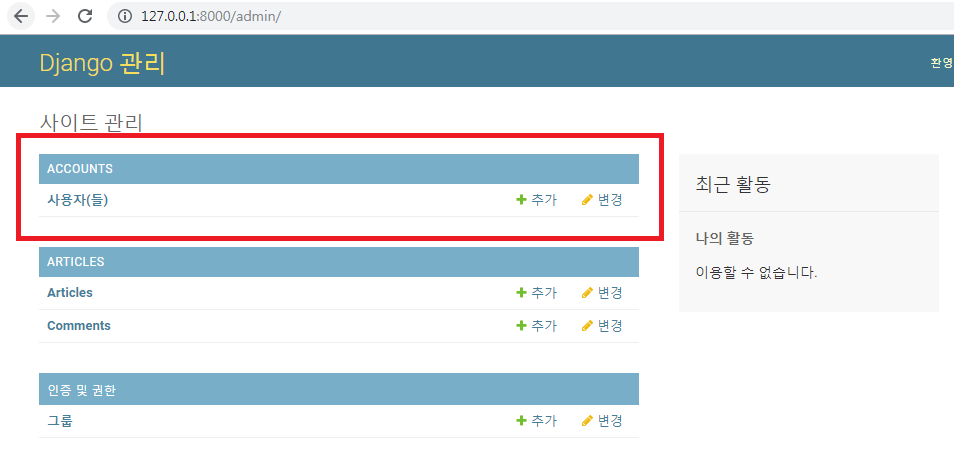 127.0.0.1:8000/admin/
Django 관리
환영
사이트 관리
ACCOUNTS
사용자(들) 추가 변경
ARTICLES
Articles 추가 변경
Comments 추가 변경
인증 및 권한
그룹 추가 변경
최근 활동
나의 활동
이용할 수 없습니다.